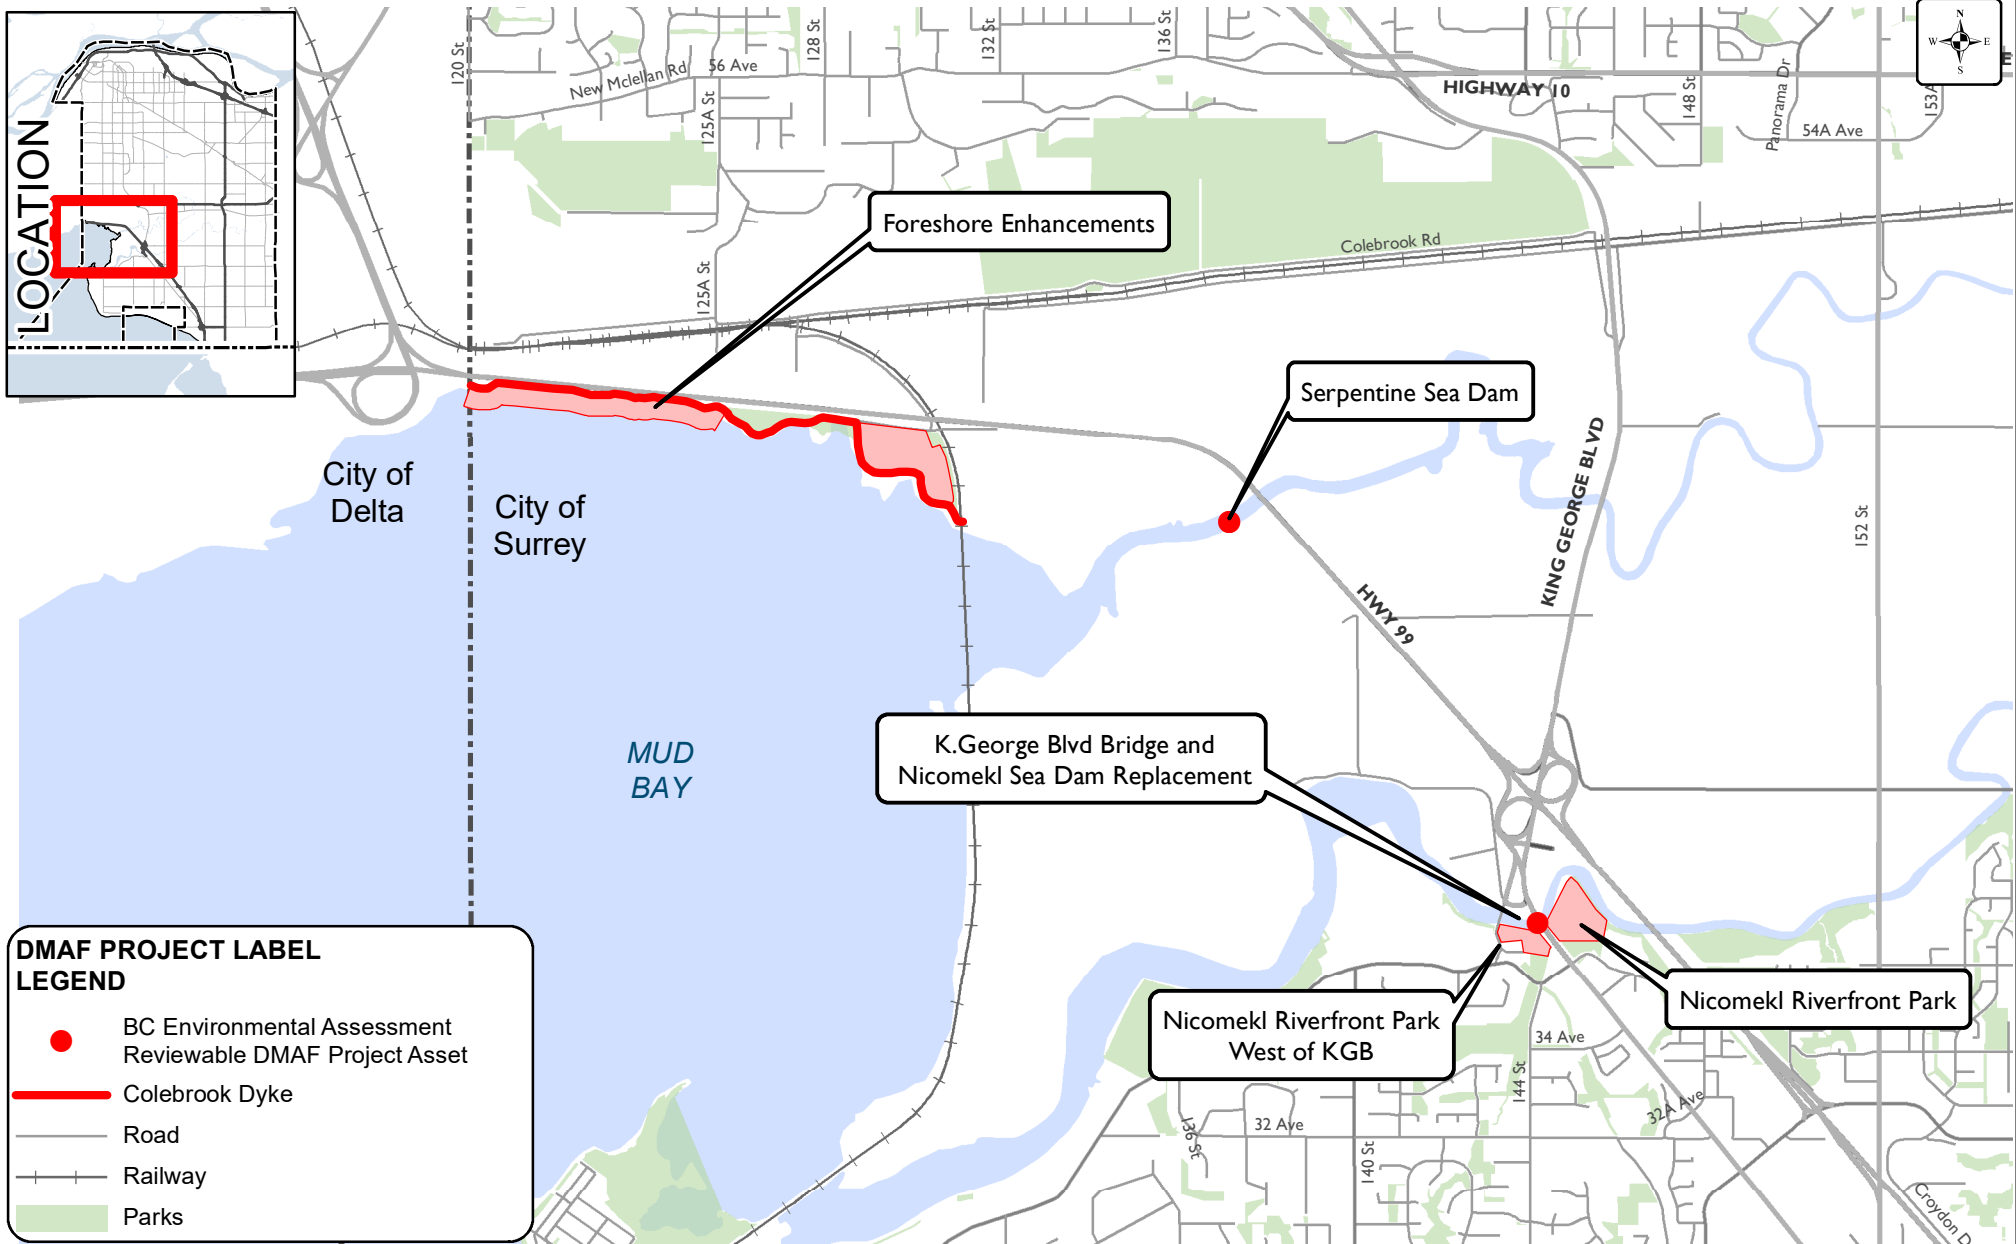 LOCATION
N
W E
S
120 St
New Mclellan Rd
56 Ave
128 St
132 St
136 St
125A St
HIGHWAY 10
148 St
Panorama Dr
153A
54A Ave
E
Foreshore Enhancements
125A St
Colebrook Rd
Serpentine Sea Dam
City of
Delta
City of
Surrey
KING GEORGE BLVD
152 St
HWY 99
MUD
BAY
K.George Blvd Bridge and
Nicomekl Sea Dam Replacement
Nicomekl Riverfront Park
West of KGB
Nicomekl Riverfront Park
34 Ave
144 St
32A Ave
136 St
32 Ave
140 St
Croydon D
DMAF PROJECT LABEL
LEGEND
BC Environmental Assessment
Reviewable DMAF Project Asset
Colebrook Dyke
Road
Railway
Parks